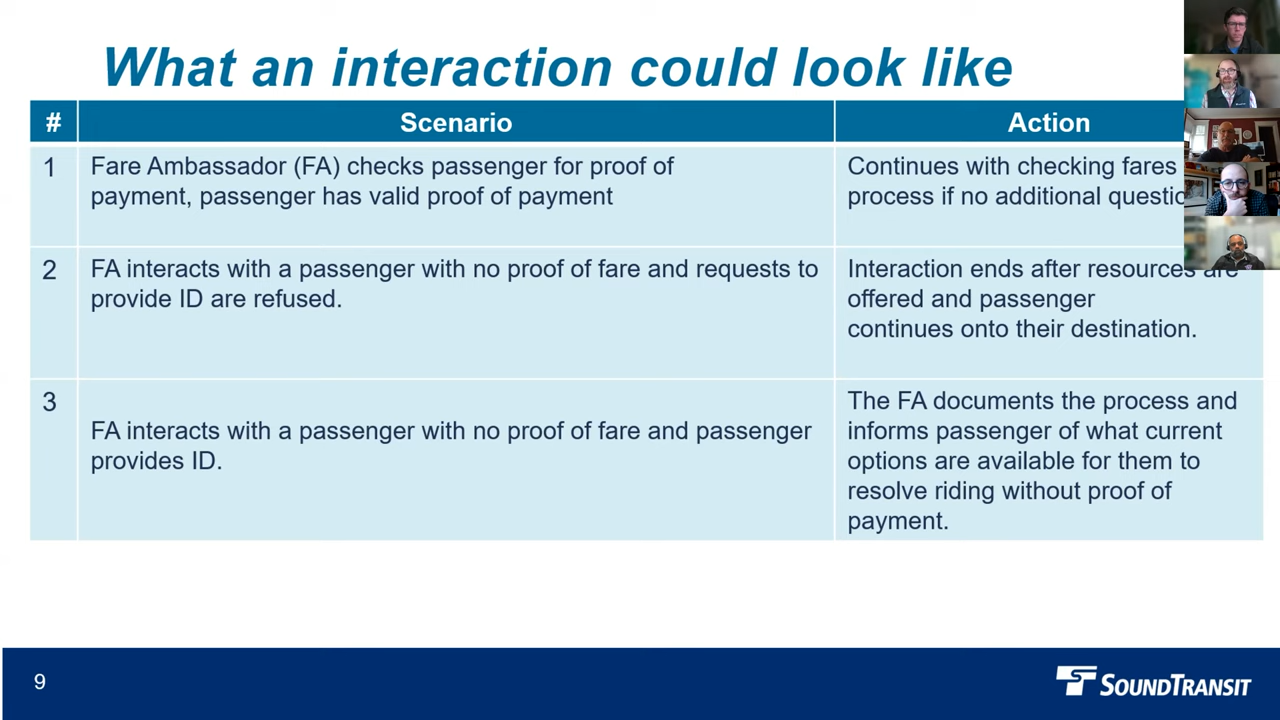 What an interaction could look like
# Scenario Action
1 Fare Ambassador (FA) checks passenger for proof of
payment, passenger has valid proof of payment
Continues with checking fares
process if no additional
2 FA interacts with a passenger with no proof of fare and requests to
provide ID are refused.
Interaction ends after resources are
offered and passenger
continues onto their destination.
3
FA interacts with a passenger with no proof of fare and passenger
provides ID.
The FA documents the process and
informs passenger of what current
options are available for them to
resolve riding without proof of
payment.
9
SOUNDTRANSIT